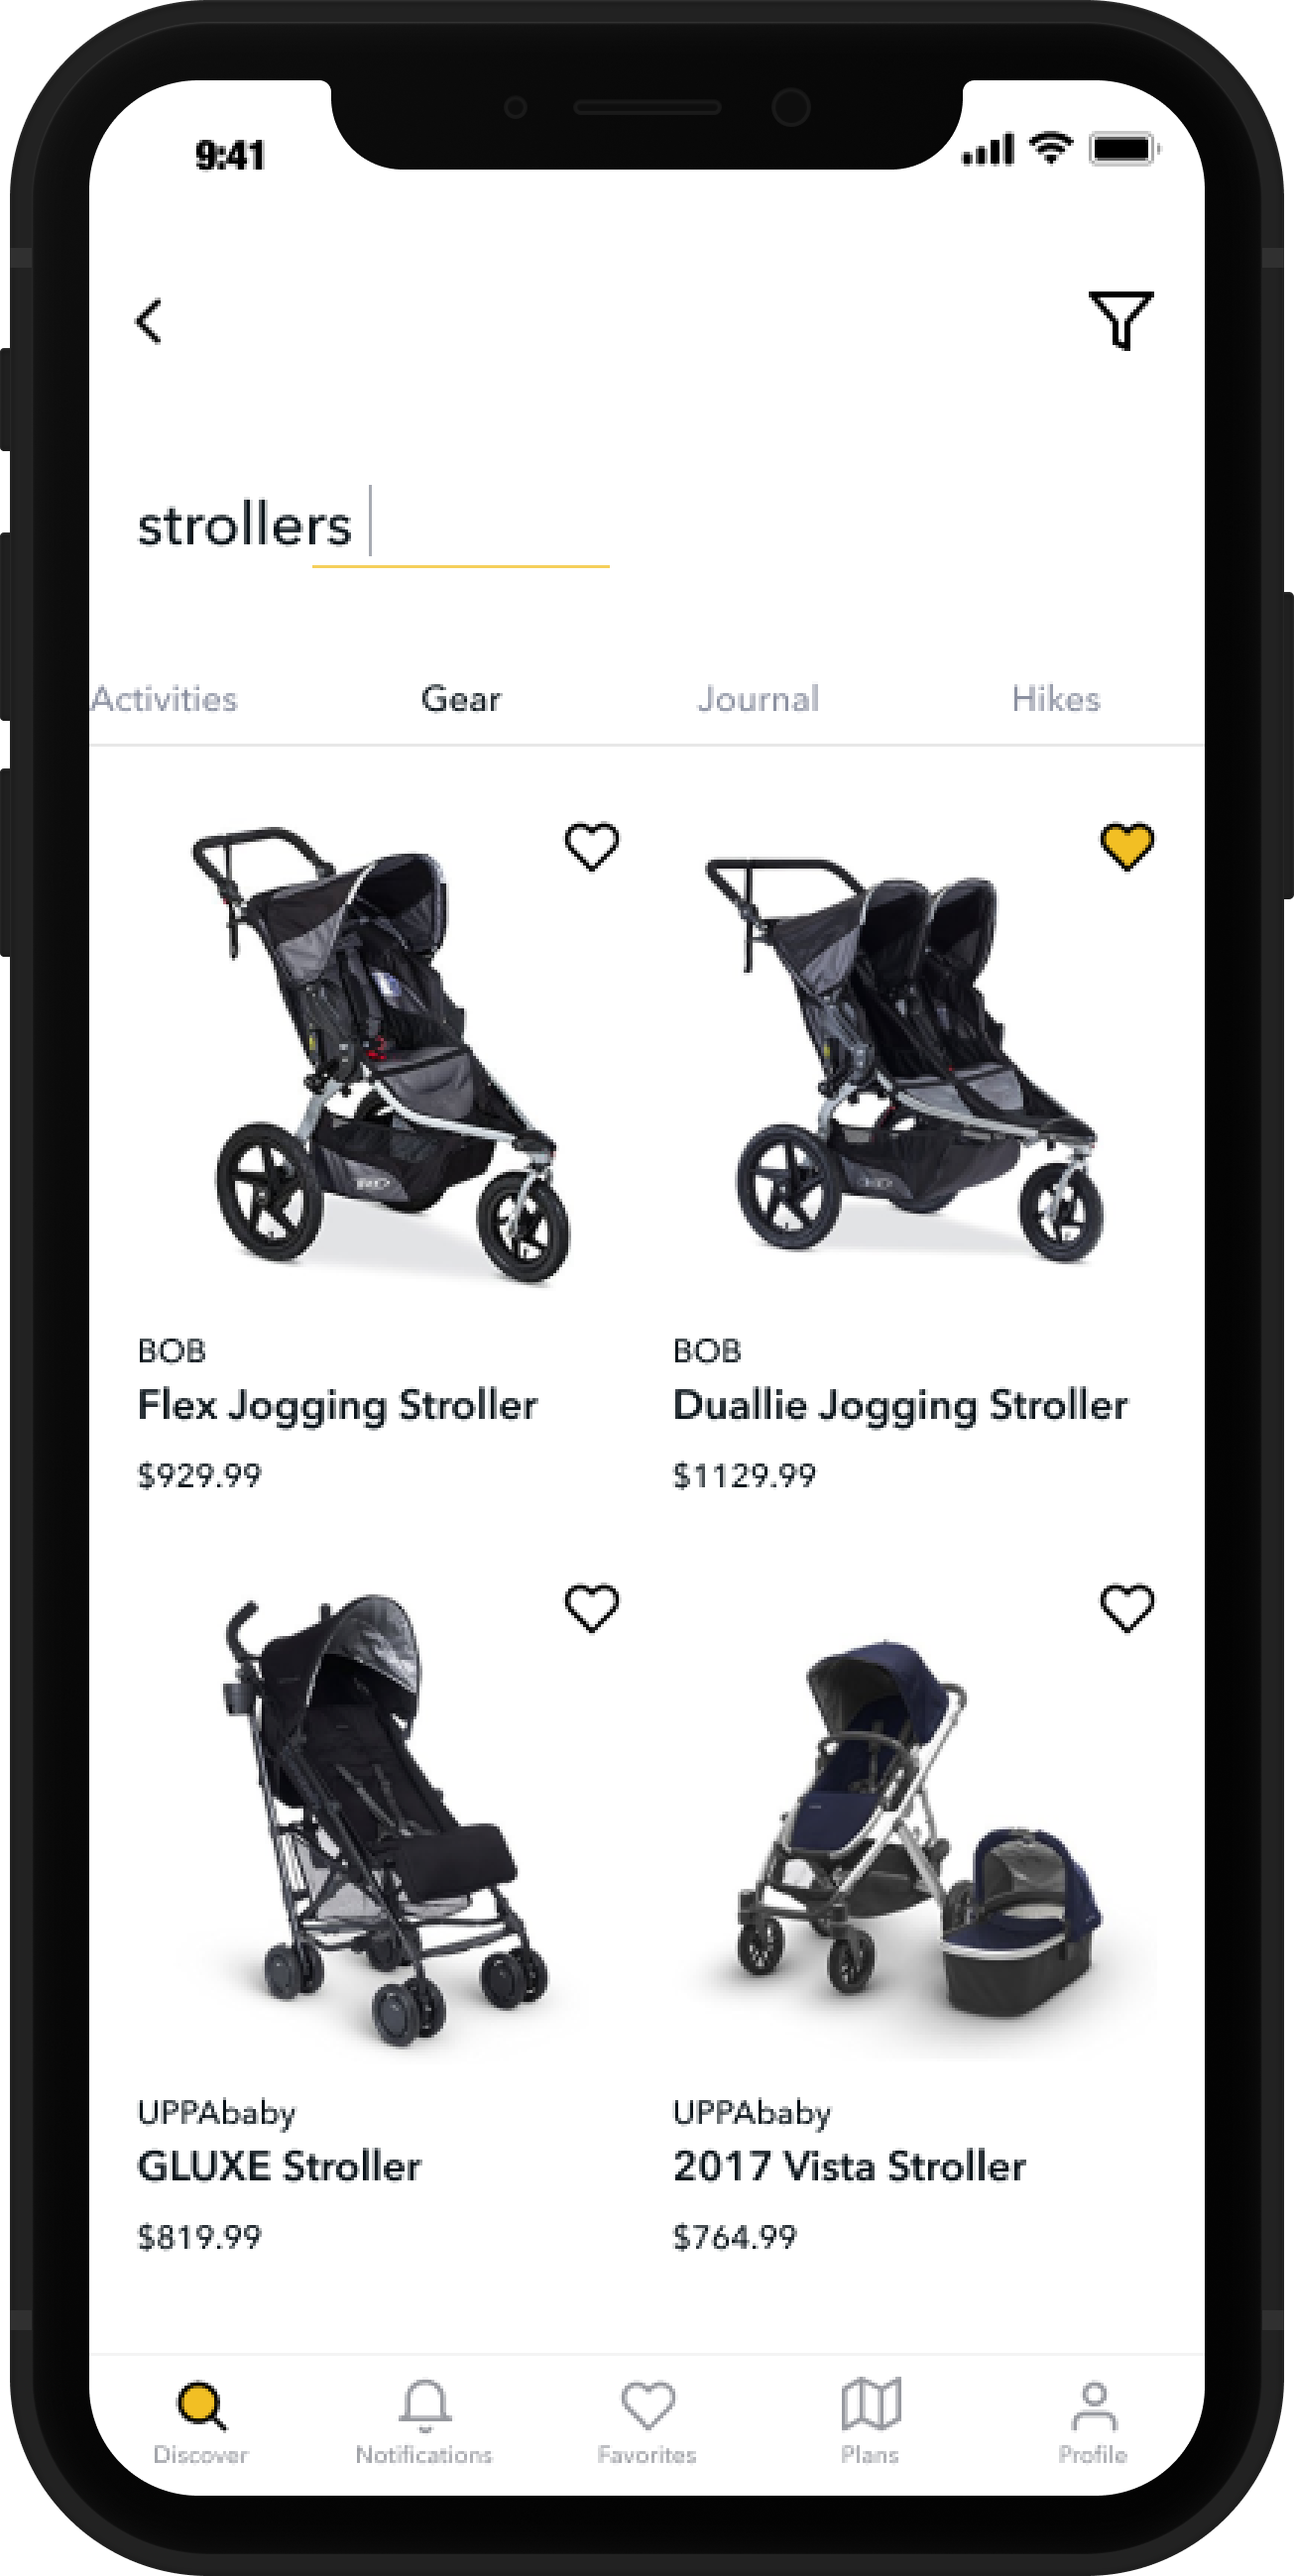 9:41
strollers
Activities Gear Journal Hikes
BOB
Flex Jogging Stroller
$929.99
BOB
Duallie Jogging Stroller
$1129.99
UPPAbaby
GLUXE Stroller
$819.99
UPPAbaby
2017 Vista Stroller
$764.99
Discover Notifications Favorites Plans Profile